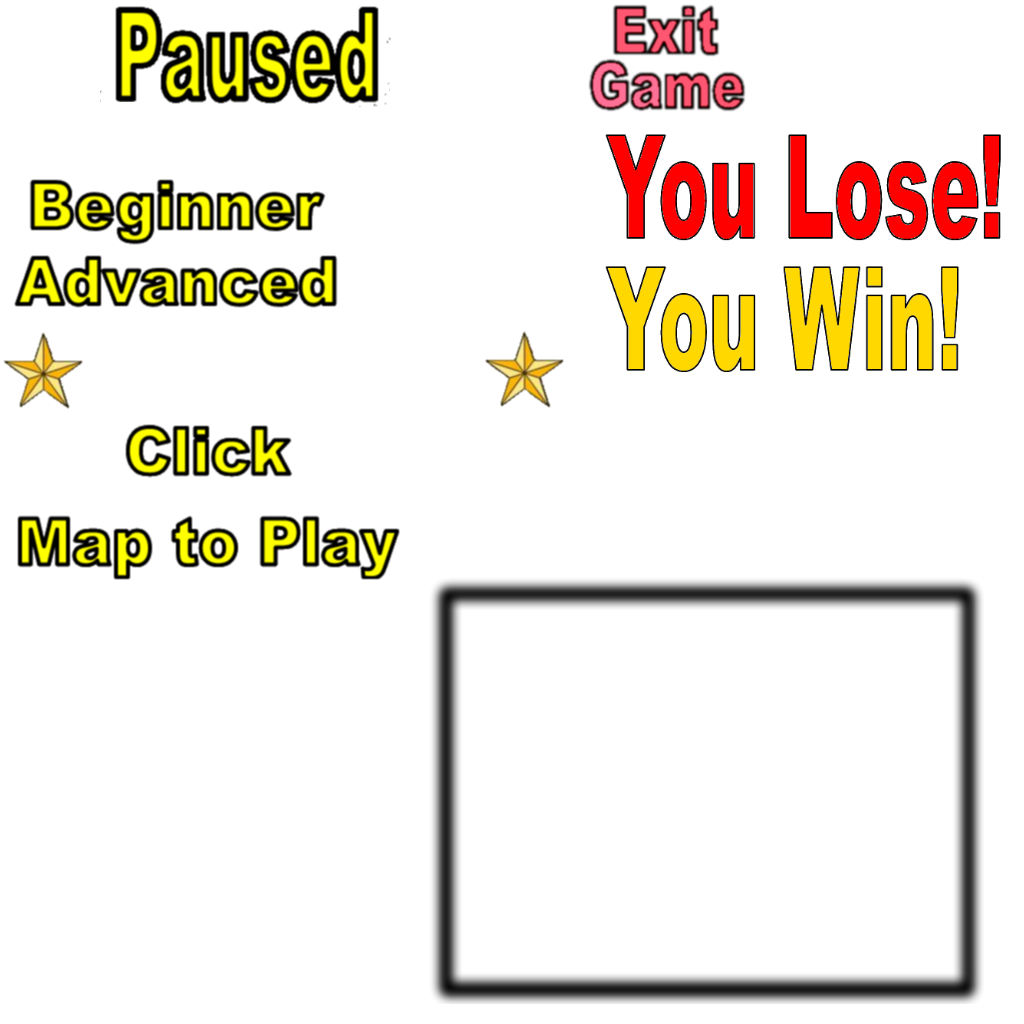 Paused
Exit
Game
You Lose!
Beginner
Advanced
You Win!
Click
Map to Play